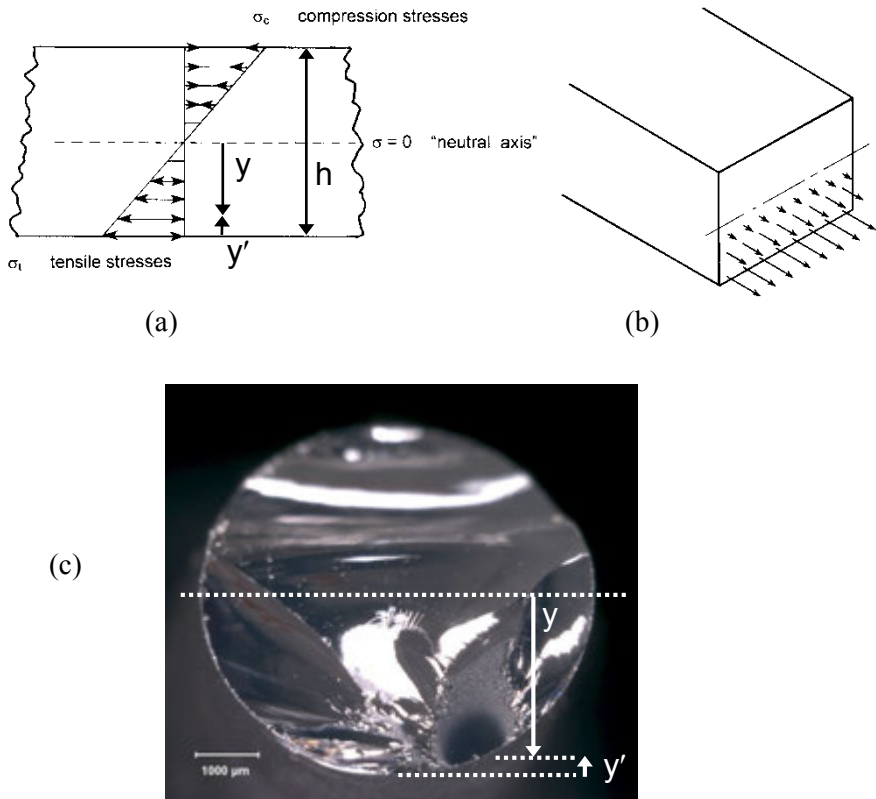 σc compression stresses
σ = 0 "neutral axis"
y
h
y′
σt tensile stresses
(a)
(b)
(c)
y
1000 μm
y′